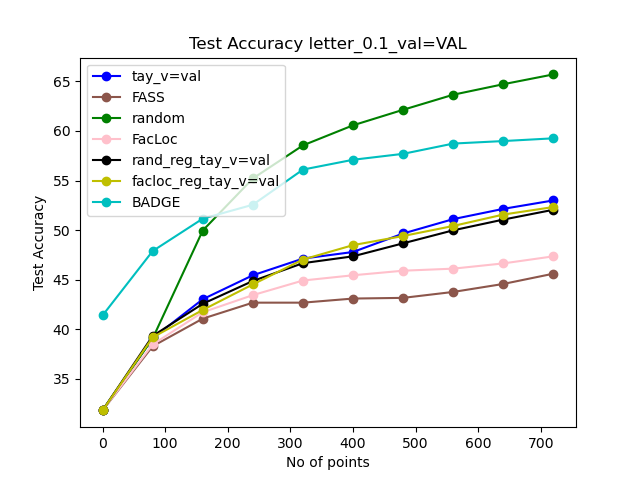 Test Accuracy letter_0.1_val=VAL
tay_v=val
FASS
random
FacLoc
rand_reg_tay_v=val
facloc_reg_tay_v=val
BADGE
Test Accuracy
65
60
55
50
45
40
35
0 100 200 300 400 500 600 700
No of points